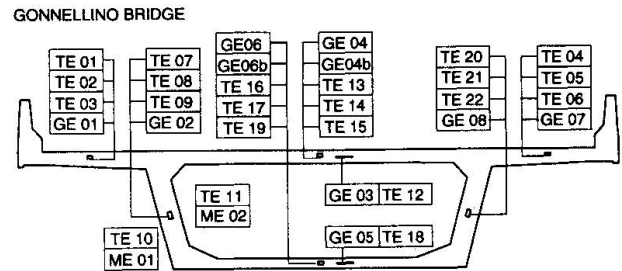 GONNELLINO BRIDGE
TE 01
TE 02
TE 03
GE 01
TE 07
TE 08
TE 09
GE 02
GE06
GE06b
TE 16
TE 17
TE 19
GE 04
GE04b
TE 13
TE 14
TE 15
TE 20
TE 21
TE 22
GE 08
TE 04
TE 05
TE 06
GE 07
TE 11
ME 02
GE 03 TE 12
TE 10
ME 01
GE 05 TE 18